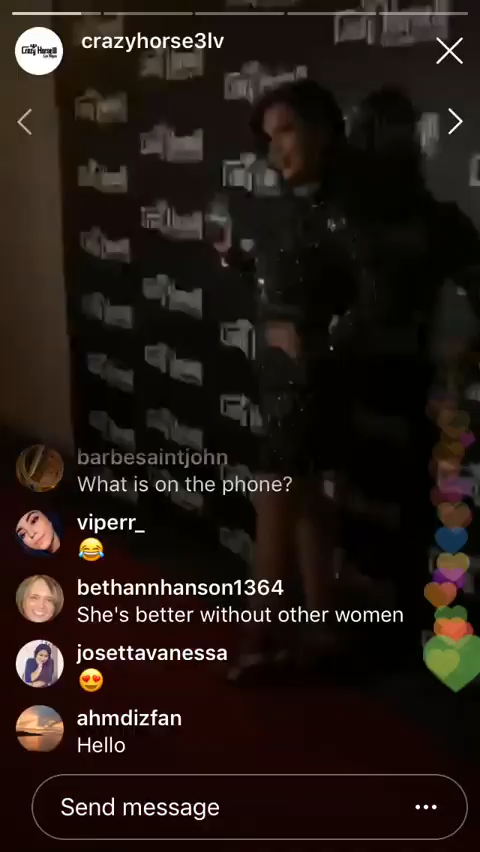 crazyhorse3lv
barbesaintjohn
What is on the phone?
viperr_
😂
bethannhanson1364
She's better without other women
josettavanessa
😍
ahmdizfan
Hello
Send message